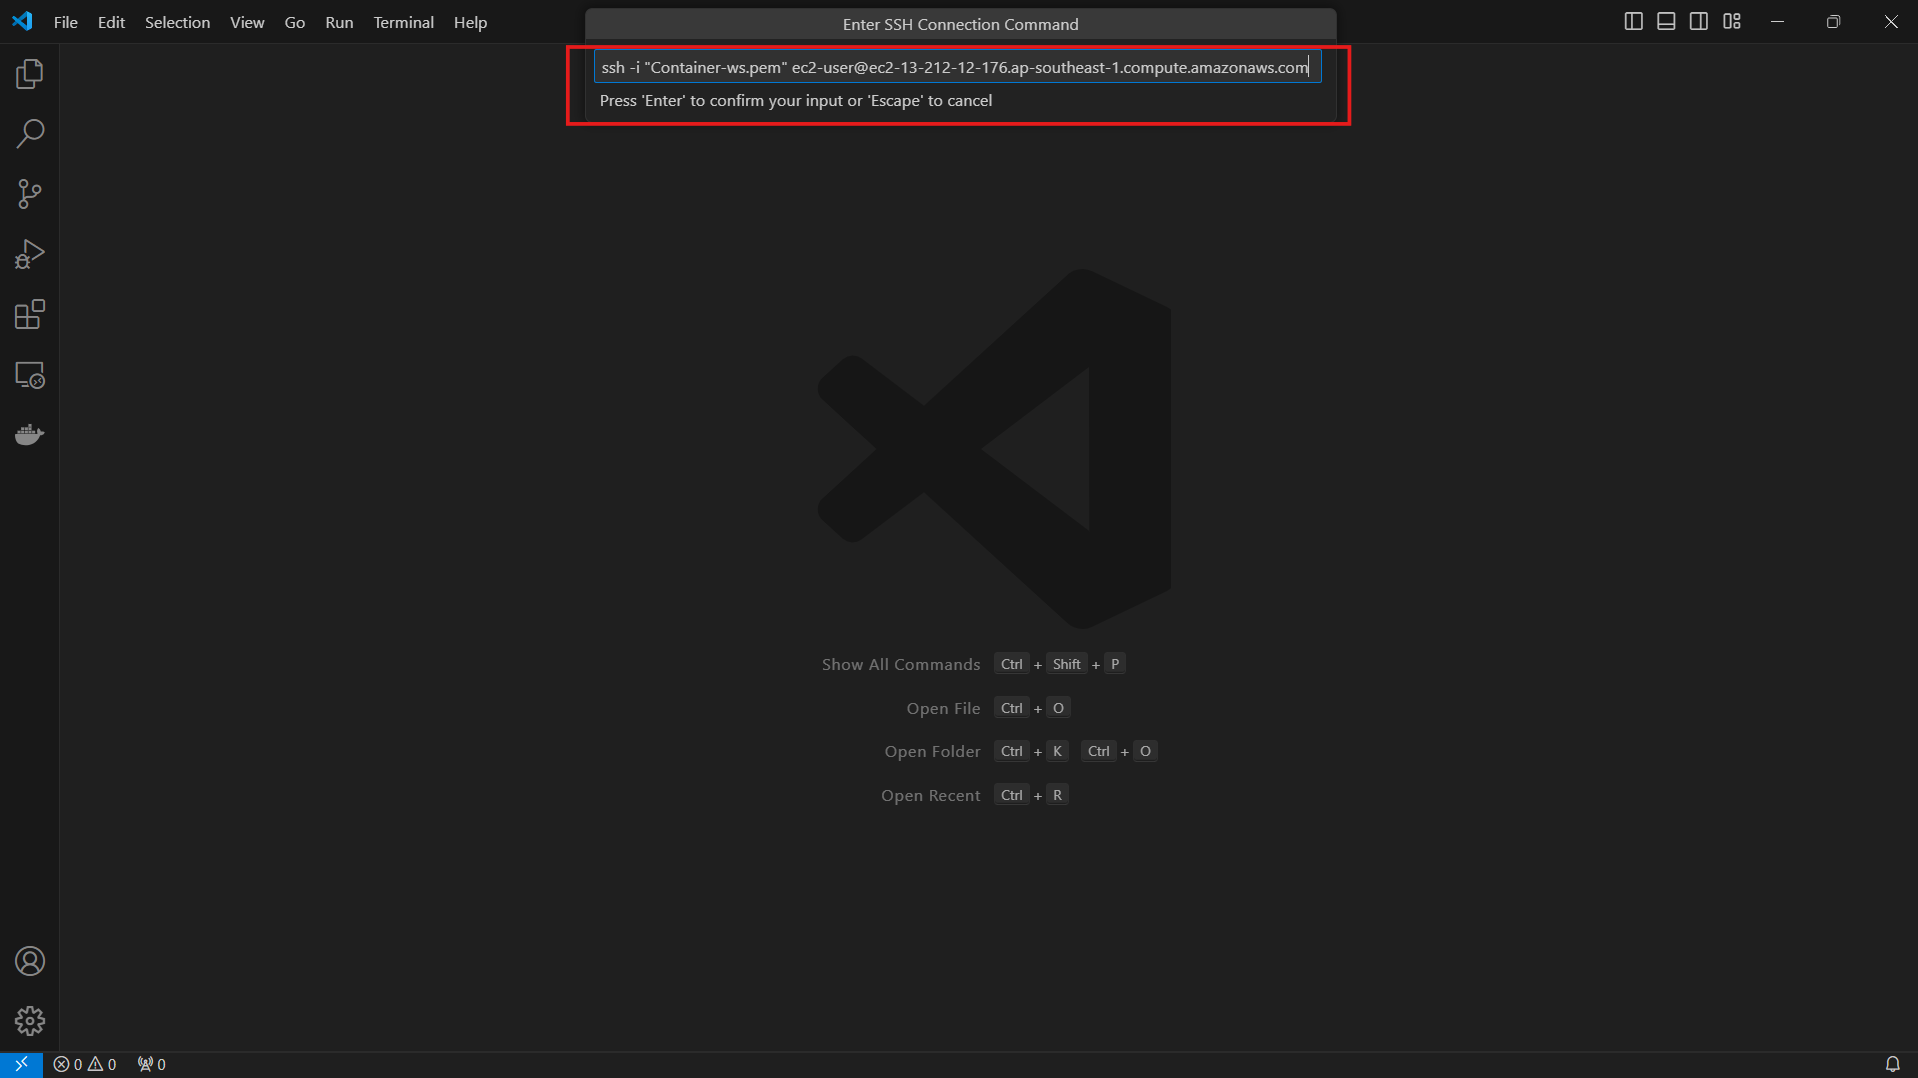 File Edit Selection View Go Run Terminal Help
Enter SSH Connection Command
ssh -i "Container-ws.pem" ec2-user@ec2-13-212-12-176.ap-southeast-1.compute.amazonaws.com
Press 'Enter' to confirm your input or 'Escape' to cancel
Show All Commands Ctrl + Shift + P
Open File Ctrl + O
Open Folder Ctrl + K Ctrl + O
Open Recent Ctrl + R
0 0 0